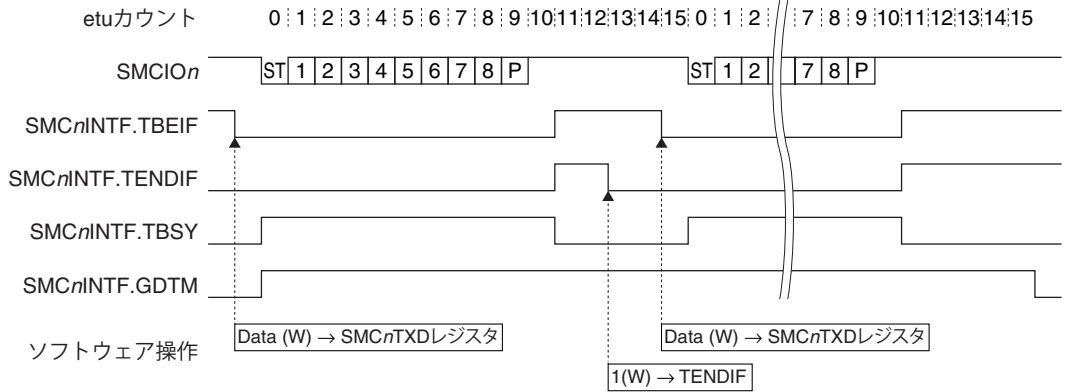 etuカウント 0 1 2 3 4 5 6 7 8 9 10 11 12 13 14 15 0 1 2 7 8 9 10 11 12 13 14 15
SMCIOn ST 1 2 3 4 5 6 7 8 P ST 1 2 7 8 P
SMCnINTF.TBEIF
SMCnINTF.TENDIF
SMCnINTF.TBSY
SMCnINTF.GDTM
ソフトウェア操作 Data (W) → SMCnTXDレジスタ Data (W) → SMCnTXDレジスタ
1(W) → TENDIF